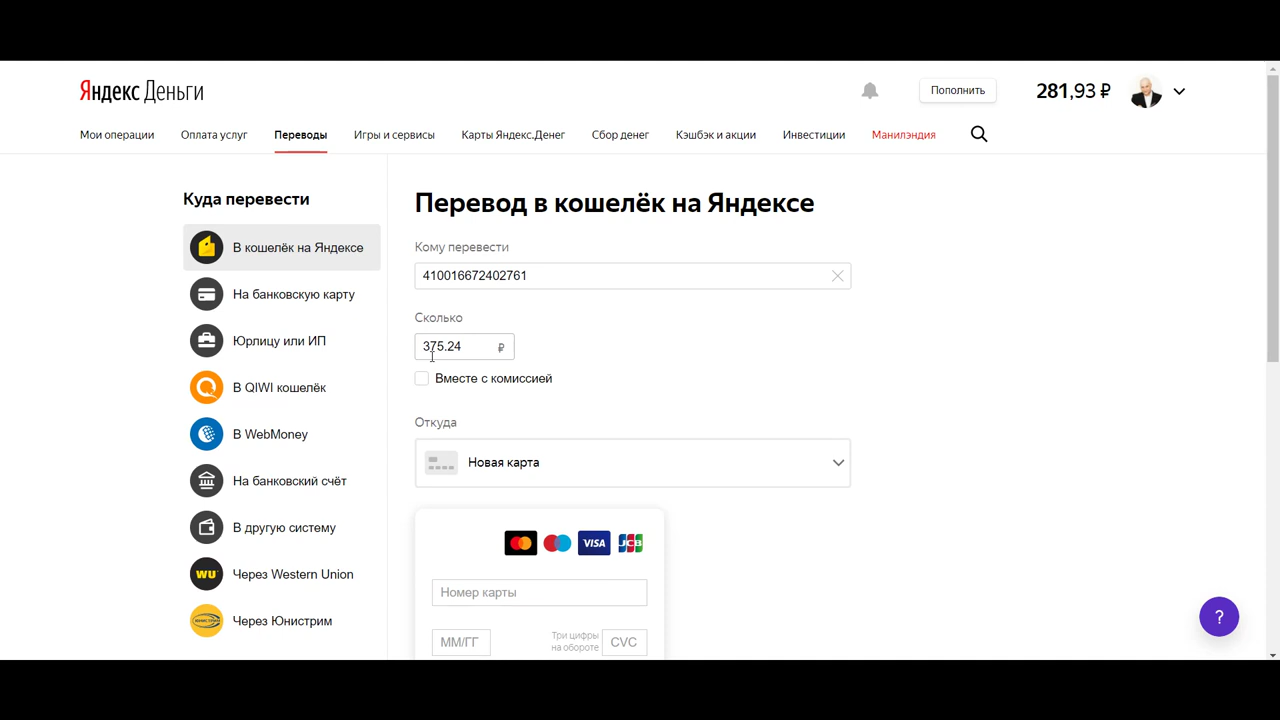 Яндекс Деньги
Пополнить
281,93 ₽
Мои операции Оплата услуг Переводы Игры и сервисы Карты Яндекс.Денег Сбор денег Кэшбэк и акции Инвестиции Манилэндия
Куда перевести
В кошелёк на Яндексе
На банковскую карту
Юрлицу или ИП
В QIWI кошелёк
В WebMoney
На банковский счёт
В другую систему
WU Через Western Union
ЮНИСТРИМ Через Юнистрим
Перевод в кошелёк на Яндексе
Кому перевести
410016672402761
Сколько
375.24 ₽
Вместе с комиссией
Откуда
Новая карта
VISA JCB
Номер карты
ММ/ГГ
Три цифры
на обороте
CVC
?